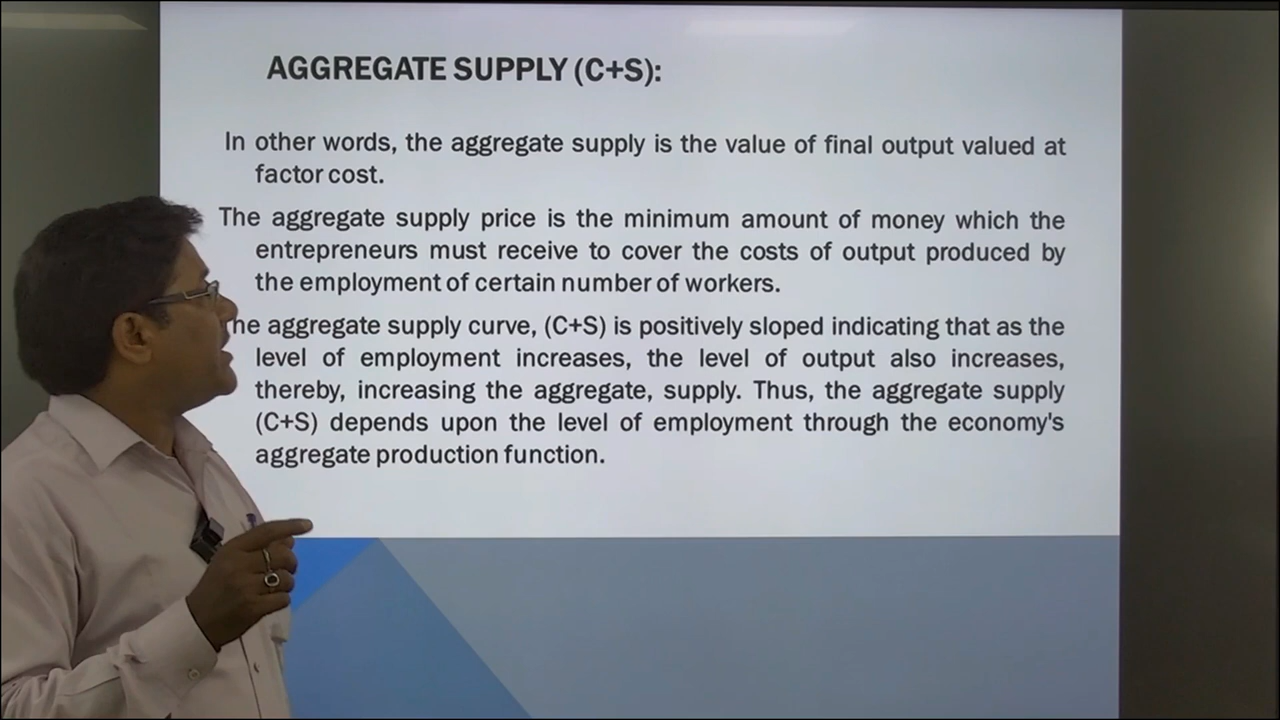 AGGREGATE SUPPLY (C+S):
In other words, the aggregate supply is the value of final output valued at
factor cost.
The aggregate supply price is the minimum amount of money which the
entrepreneurs must receive to cover the costs of output produced by
the employment of certain number of workers.
he aggregate supply curve, (C+S) is positively sloped indicating that as the
level of employment increases, the level of output also increases,
thereby, increasing the aggregate, supply. Thus, the aggregate supply
(C+S) depends upon the level of employment through the economy's
aggregate production function.